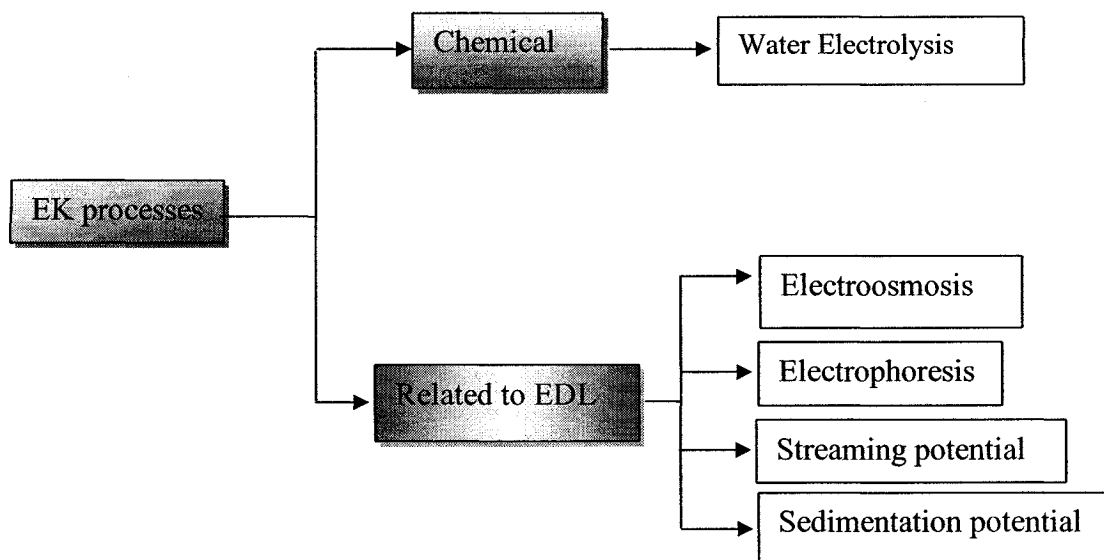 Chemical
Water Electrolysis
EK processes
Electroosmosis
Related to EDL
Electrophoresis
Streaming potential
Sedimentation potential